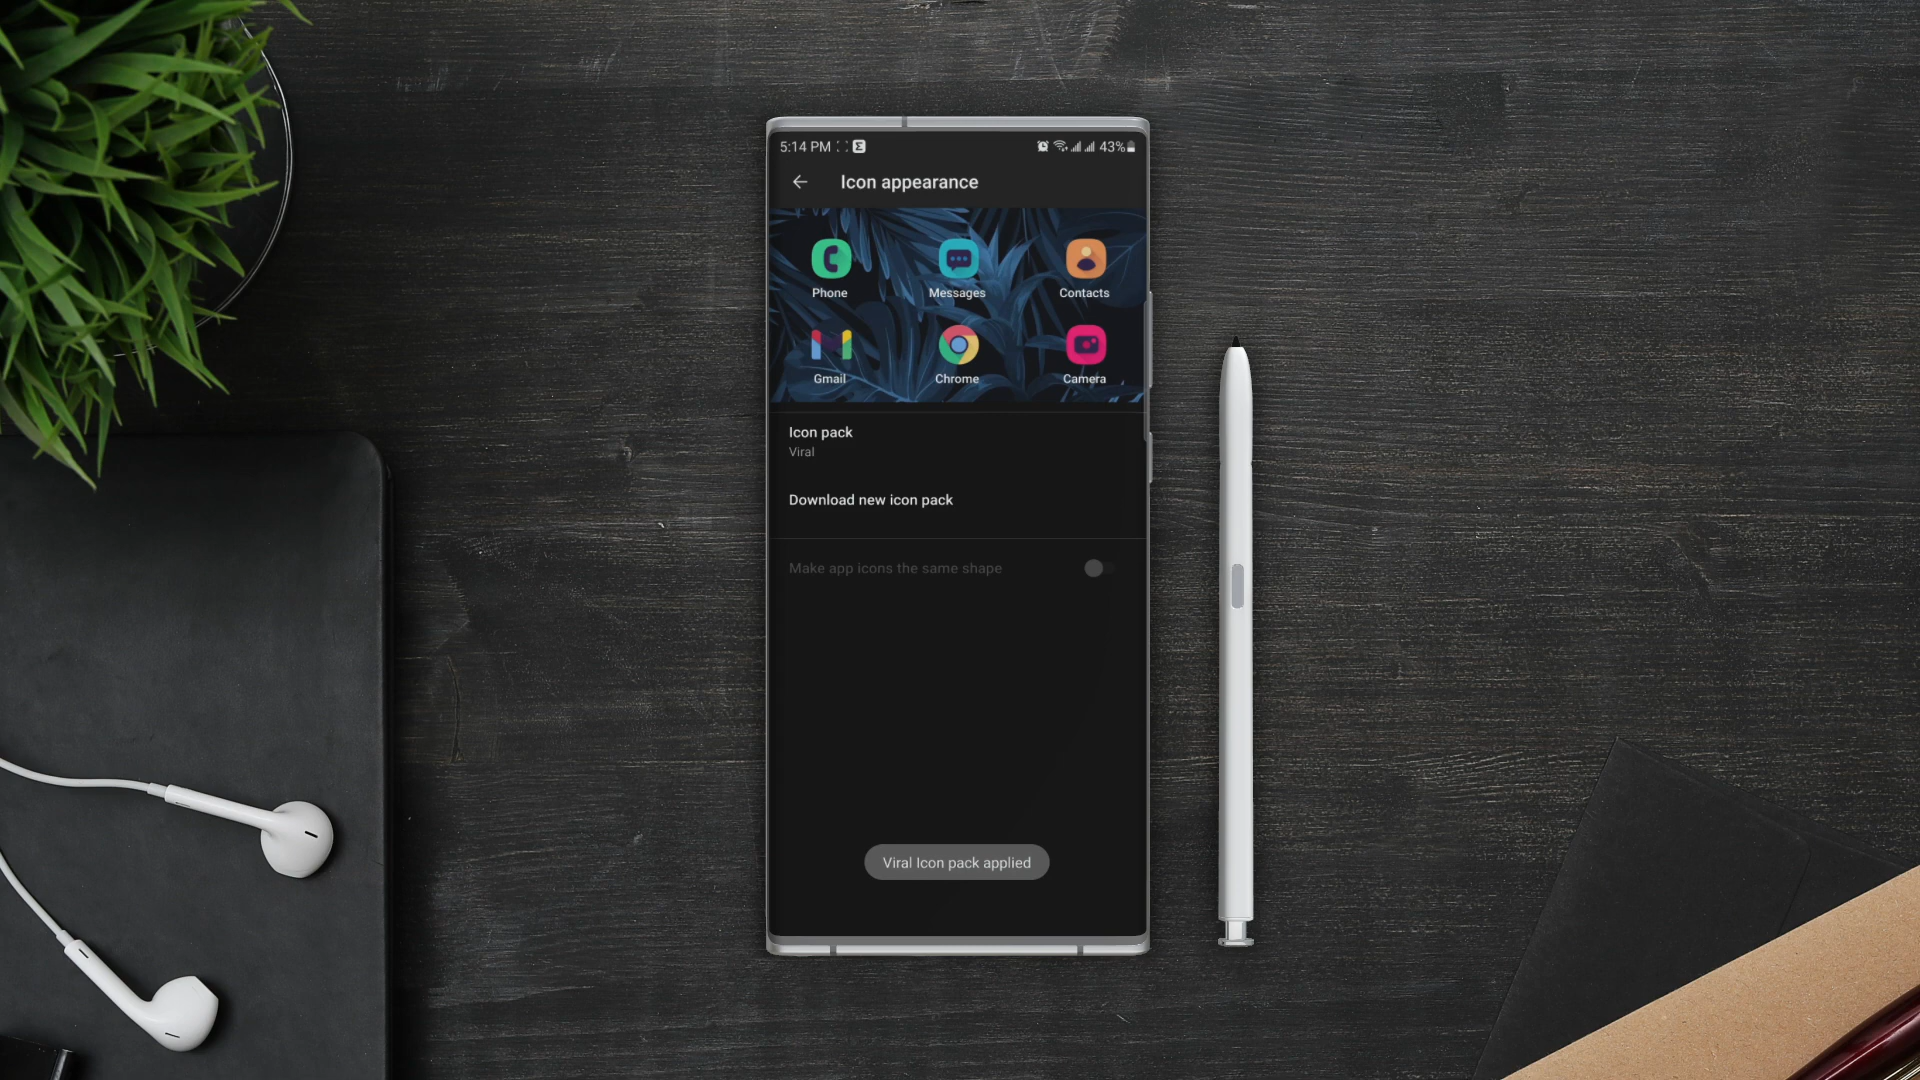 5:14 PM
43%
Icon appearance
Phone
Messages
Contacts
Gmail
Chrome
Camera
Icon pack
Viral
Download new icon pack
Make app icons the same shape
Viral Icon pack applied